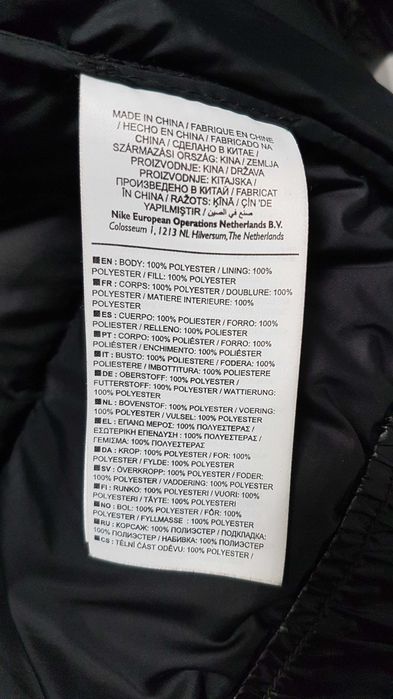 MADE IN CHINA / FABRIQUE EN CHINE
/ HECHO EN CHINA / FABRICADO NA
CHINA / СДЕЛАНО В КИТАЕ /
SZÁRMAZÁSI ORSZÁG: KINA / ZEMLJA
PROIZVODNJE: KINA / DRŽAVA
PROIZVODNJE: KITAJSKA /
ПРОИЗВЕДЕНО В КИТАЙ / FABRICAT
ÎN CHINA / RAŽOTS: ĶĪNĀ / ÇİN 'DE
YAPILMIŞTIR / صنع في الصين
Nike European Operations Netherlands B.V.
Colosseum 1, 1213 NL Hilversum, The Netherlands
EN : BODY: 100% POLYESTER / LINING: 100%
POLYESTER / FILL: 100% POLYESTER
FR : CORPS: 100% POLYESTER / DOUBLURE: 100%
POLYESTER / MATIERE INTERIEURE: 100%
POLYESTER
ES : CUERPO: 100% POLIESTER / FORRO: 100%
POLIESTER / RELLENO: 100% POLIESTER
PT : CORPO: 100% POLIÉSTER / FORRO: 100%
POLIÉSTER / ENCHIMENTO: 100% POLIÉSTER
IT : BUSTO: 100% POLIESTERE / FODERA: 100%
POLIESTERE / IMBOTTITURA: 100% POLIESTERE
DE : OBERSTOFF: 100% POLYESTER /
FUTTERSTOFF: 100% POLYESTER / WATTIERUNG:
100% POLYESTER
NL : BOVENSTOF: 100% POLYESTER / VOERING:
100% POLYESTER / VULSEL: 100% POLYESTER
EL : ΕΠΑΝΩ ΜΕΡΟΣ: 100% ΠΟΛΥΕΣΤΕΡΑΣ /
ΕΣΩΤΕΡΙΚΗ ΕΠΕΝΔΥΣΗ : 100% ΠΟΛΥΕΣΤΕΡΑΣ /
ΓΕΜΙΣΜΑ: 100% ΠΟΛΥΕΣΤΕΡΑΣ
DA : KROP: 100% POLYESTER / FOR: 100%
POLYESTER / FYLDE: 100% POLYESTER
SV : ÖVERKROPP: 100% POLYESTER / FODER:
100% POLYESTER / VADDERING: 100% POLYESTER
FI : RUNKO: 100% POLYESTERI / VUORI: 100%
POLYESTERI / TÄYTE: 100% POLYESTERI
NO : BOL: 100% POLYESTER / FÔR: 100%
POLYESTER / FYLLMASSE : 100% POLYESTER
RU : КОРСАЖ: 100% ПОЛИЭСТЕР / ПОДКЛАДКА:
100% ПОЛИЭСТЕР / НАБИВКА: 100% ПОЛИЭСТЕР
CS : TĚLNÍ ČÁST ODĚVU: 100% POLYESTER /